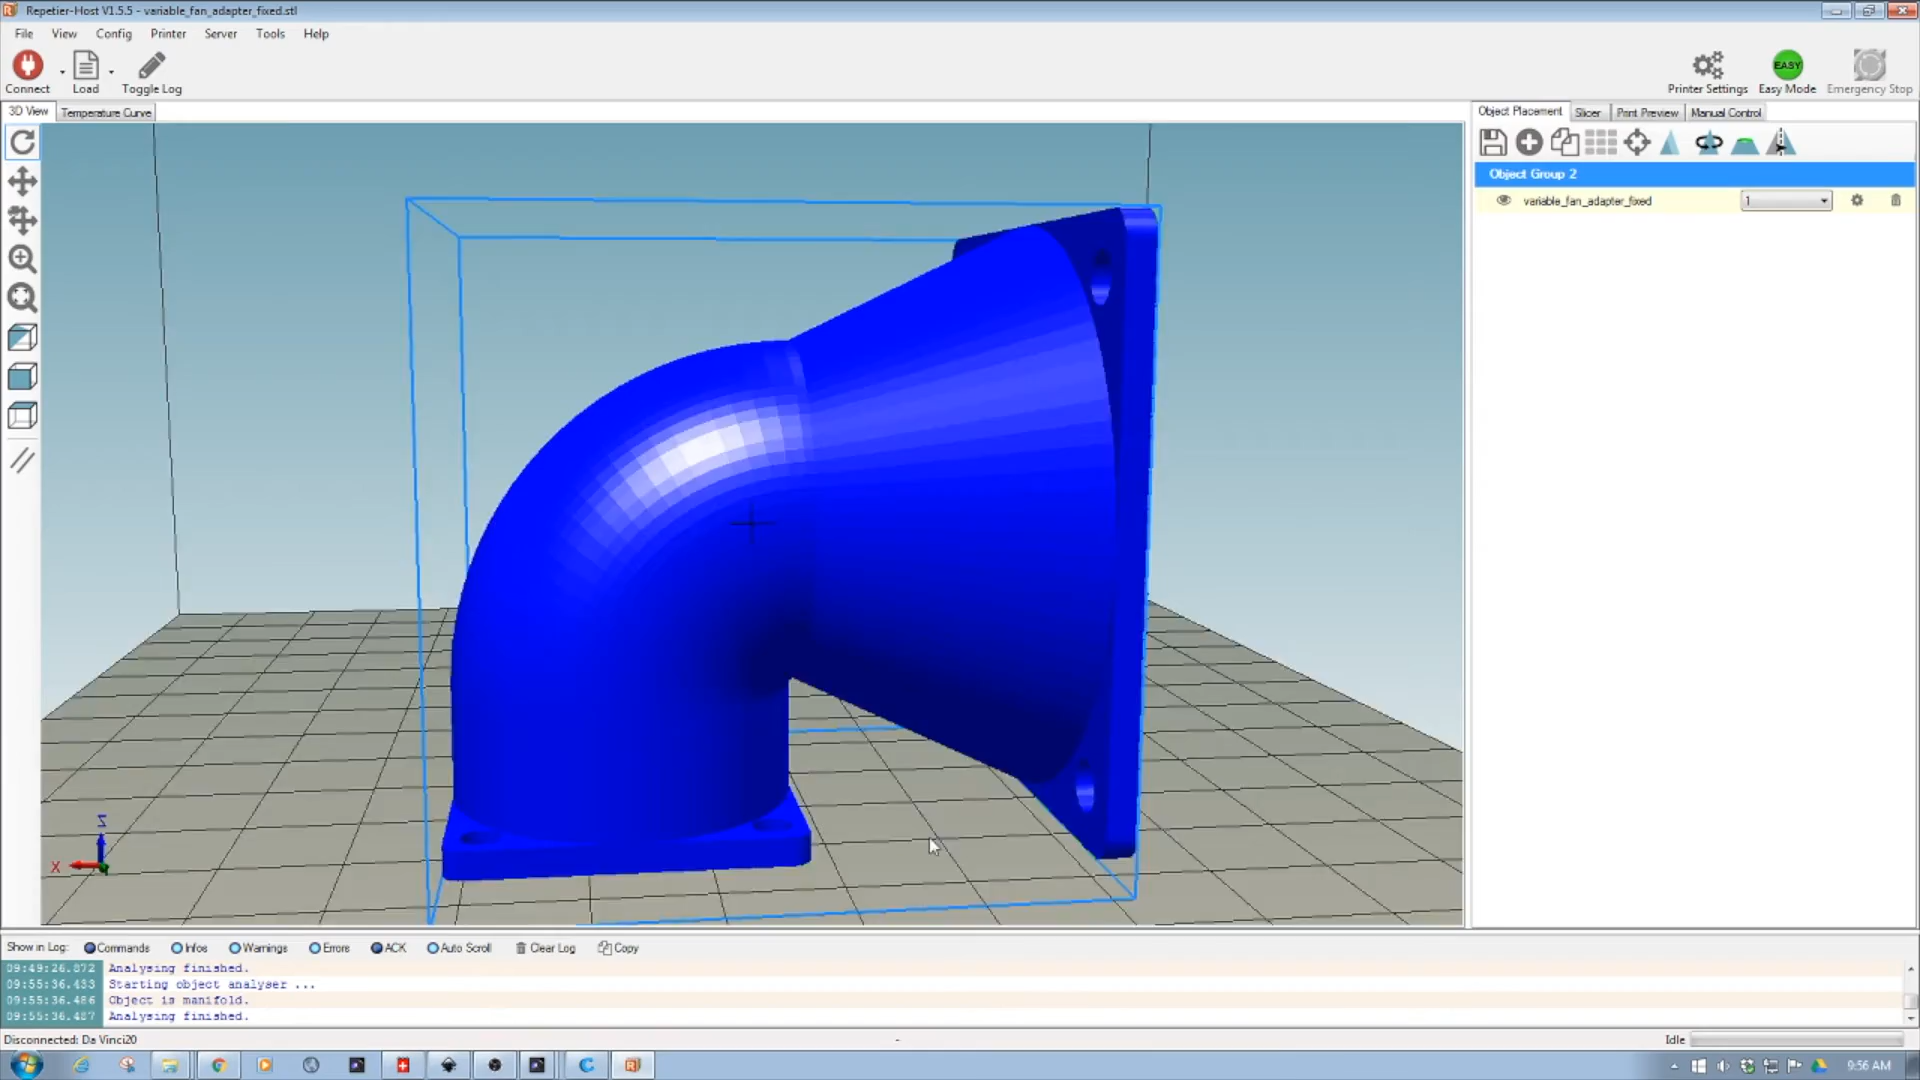 Repetier-Host V1.5.5 - variable_fan_adapter_fixed.stl
File View Config Printer Server Tools Help
Connect Load Toggle Log Printer Settings EASY Easy Mode Emergency Stop
3D View Temperature Curve Object Placement Slicer Print Preview Manual Control
Object Group 2
variable_fan_adapter_fixed 1
Z
X
Show in Log: Commands Infos Warnings Errors ACK Auto Scroll Clear Log Copy
09:49:26.872 Analysing finished.
09:55:36.433 Starting object analyser ...
09:55:36.486 Object is manifold.
09:55:36.487 Analysing finished.
Disconnected: Da Vinci20 - Idle
9:56 AM